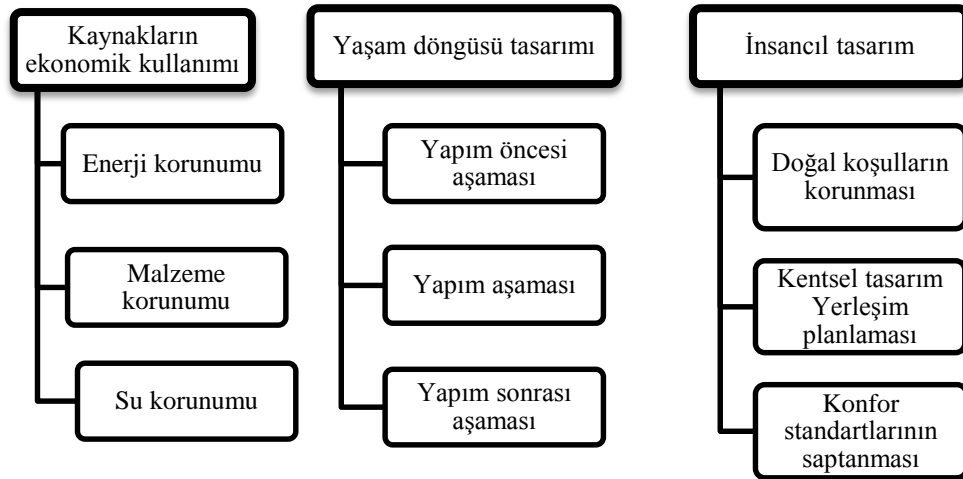 Kaynakların
ekonomik kullanımı
Enerji korunumu
Malzeme
korunumu
Su korunumu
Yaşam döngüsü tasarımı
Yapım öncesi
aşaması
Yapım aşaması
Yapım sonrası
aşaması
İnsancıl tasarım
Doğal koşulların
korunması
Kentsel tasarım
Yerleşim
planlaması
Konfor
standartlarının
saptanması